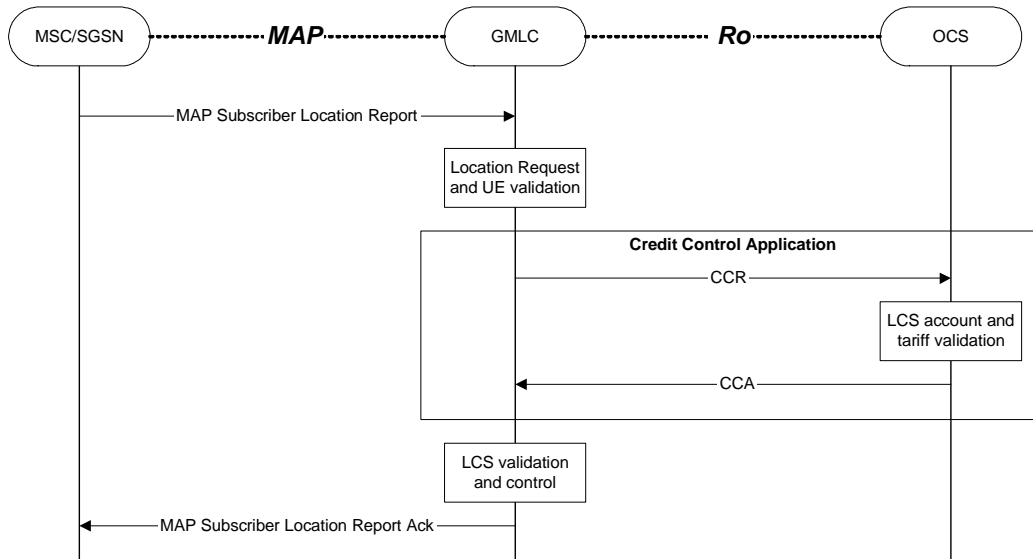 MSC/SGSN MAP GMLC Ro OCS
MAP Subscriber Location Report
Location Request
and UE validation
Credit Control Application
CCR
LCS account and
tariff validation
CCA
LCS validation
and control
MAP Subscriber Location Report Ack